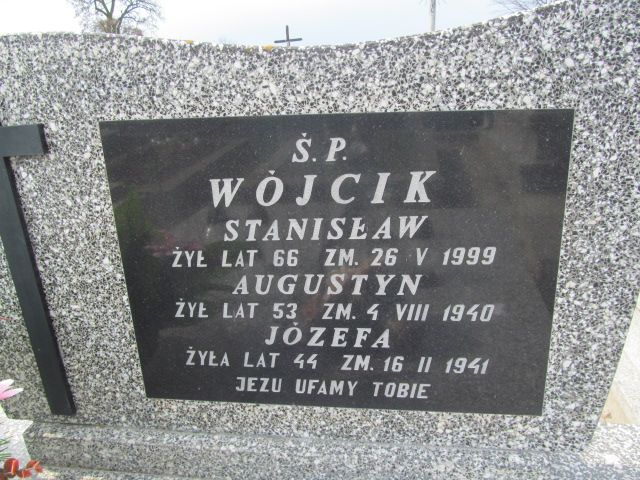 Ś.P.
WÓJCIK
STANISŁAW
ŻYŁ LAT 66 ZM. 26 V 1999
AUGUSTYN
ŻYŁ LAT 53 ZM. 4 VIII 1940
JÓZEFA
ŻYŁA LAT 44 ZM. 16 II 1941
JEZU UFAMY TOBIE